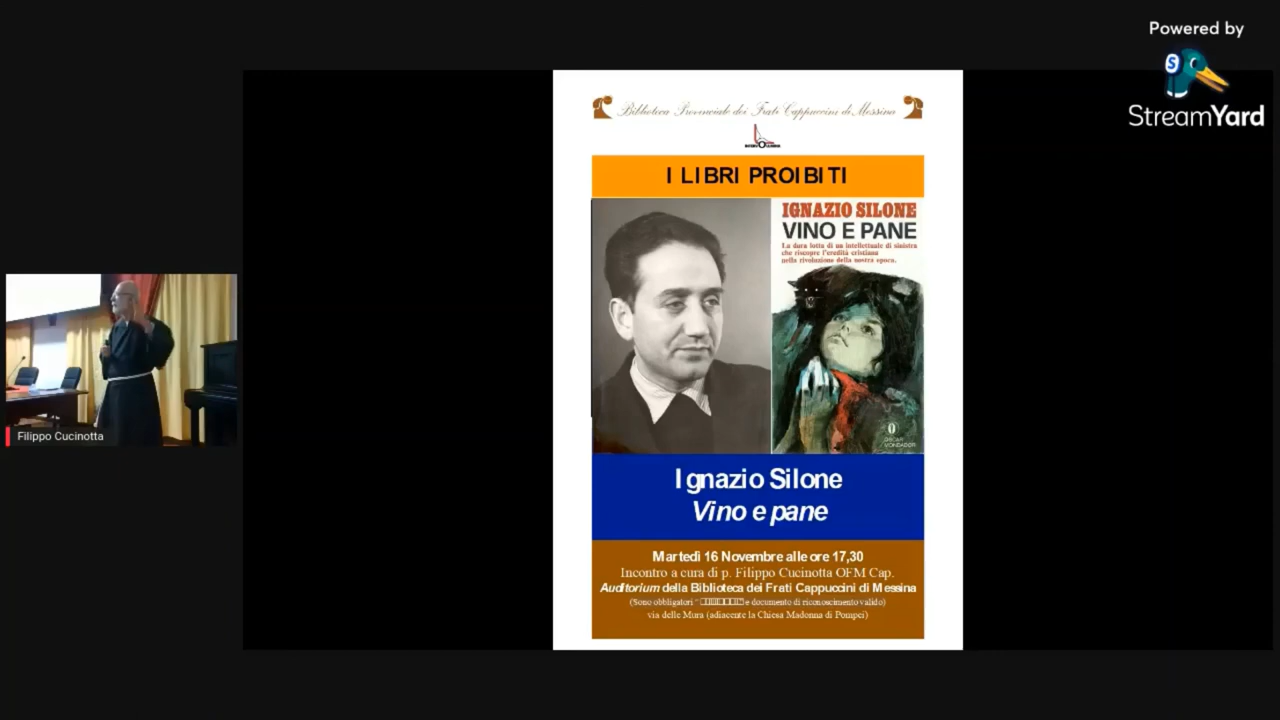 Powered by
S
StreamYard
Biblioteca Provinciale dei Frati Cappuccini di Messina
I LIBRI PROIBITI
IGNAZIO SILONE
VINO E PANE
La dura lotta di un intellettuale di sinistra
che riscopre l'eredità cristiana
nella rivoluzione della nostra epoca.
OSCAR
MONDADORI
Ignazio Silone
Vino e pane
Martedì 16 Novembre alle ore 17,30
Incontro a cura di p. Filippo Cucinotta OFM Cap.
Auditorium della Biblioteca dei Frati Cappuccini di Messina
(Sono obbligatori " e documento di riconoscimento valido)
via delle Mura (adiacente la Chiesa Madonna di Pompei)
Filippo Cucinotta